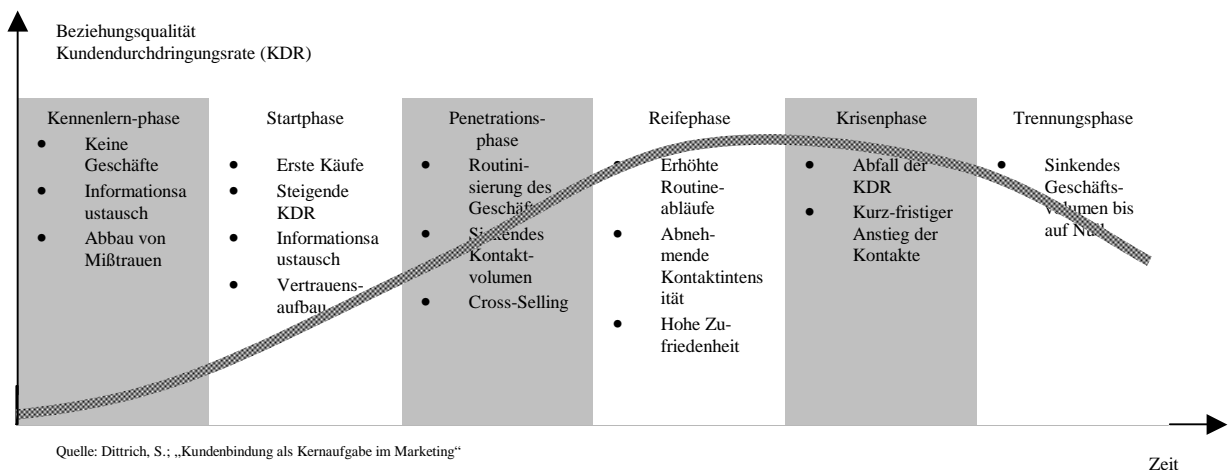 Beziehungsqualität
Kundendurchdringungsrate (KDR)
Kennenlern-phase
● Keine
Geschäfte
● Informationsa
ustausch
● Abbau von
Mißtrauen
Startphase
● Erste Käufe
● Steigende
KDR
● Informationsa
ustausch
● Vertrauens-
aufbau
Penetrations-
phase
● Routini-
sierung des
Geschäfts
● Sinkendes
Kontakt-
volumen
● Cross-Selling
Reifephase
● Erhöhte
Routine-
abläufe
● Abneh-
mende
Kontaktintens
ität
● Hohe Zu-
friedenheit
Krisenphase
● Abfall der
KDR
● Kurz-fristiger
Anstieg der
Kontakte
Trennungsphase
● Sinkendes
Geschäfts-
volumen bis
auf Null
Quelle: Dittrich, S.; „Kundenbindung als Kernaufgabe im Marketing“
Zeit